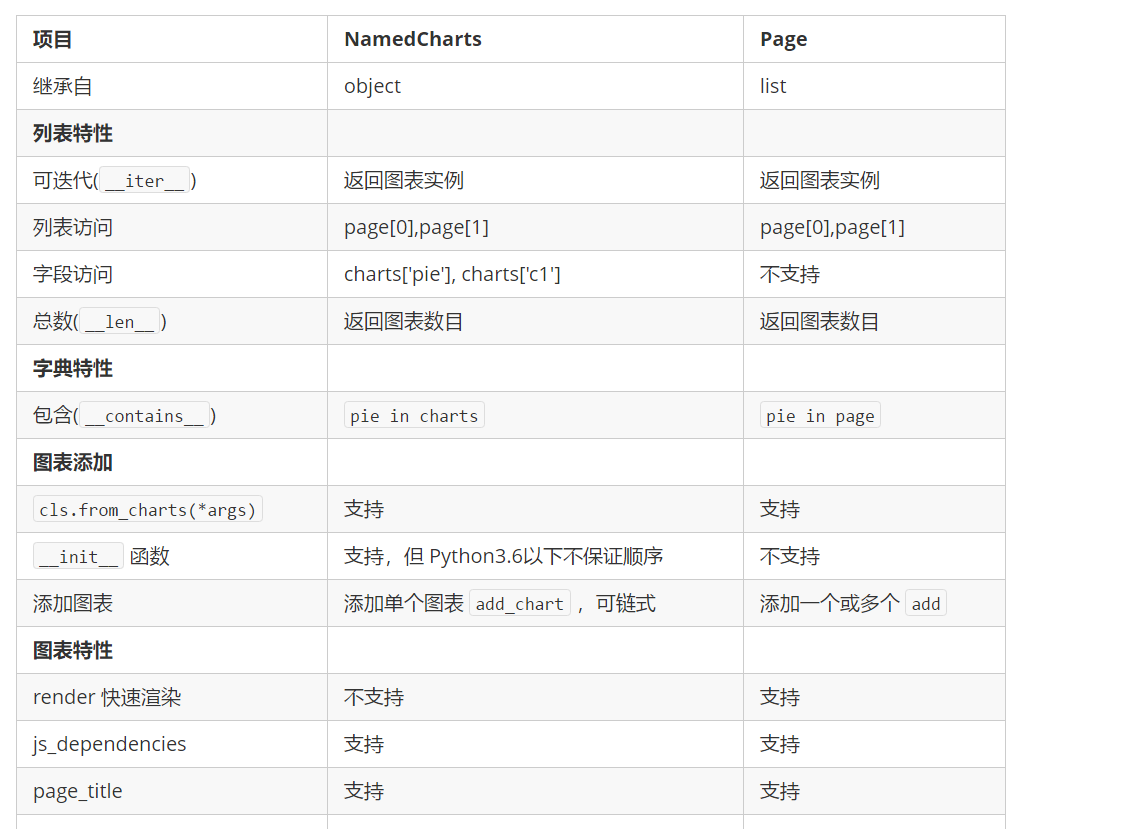 项目 NamedCharts Page
继承自 object list
列表特性
可迭代(__iter__) 返回图表实例 返回图表实例
列表访问 page[0],page[1] page[0],page[1]
字段访问 charts['pie'], charts['c1'] 不支持
总数(__len__) 返回图表数目 返回图表数目
字典特性
包含(__contains__) pie in charts pie in page
图表添加
cls.from_charts(*args) 支持 支持
__init__ 函数 支持，但 Python3.6以下不保证顺序 不支持
添加图表 添加单个图表 add_chart ，可链式 添加一个或多个 add
图表特性
render 快速渲染 不支持 支持
js_dependencies 支持 支持
page_title 支持 支持